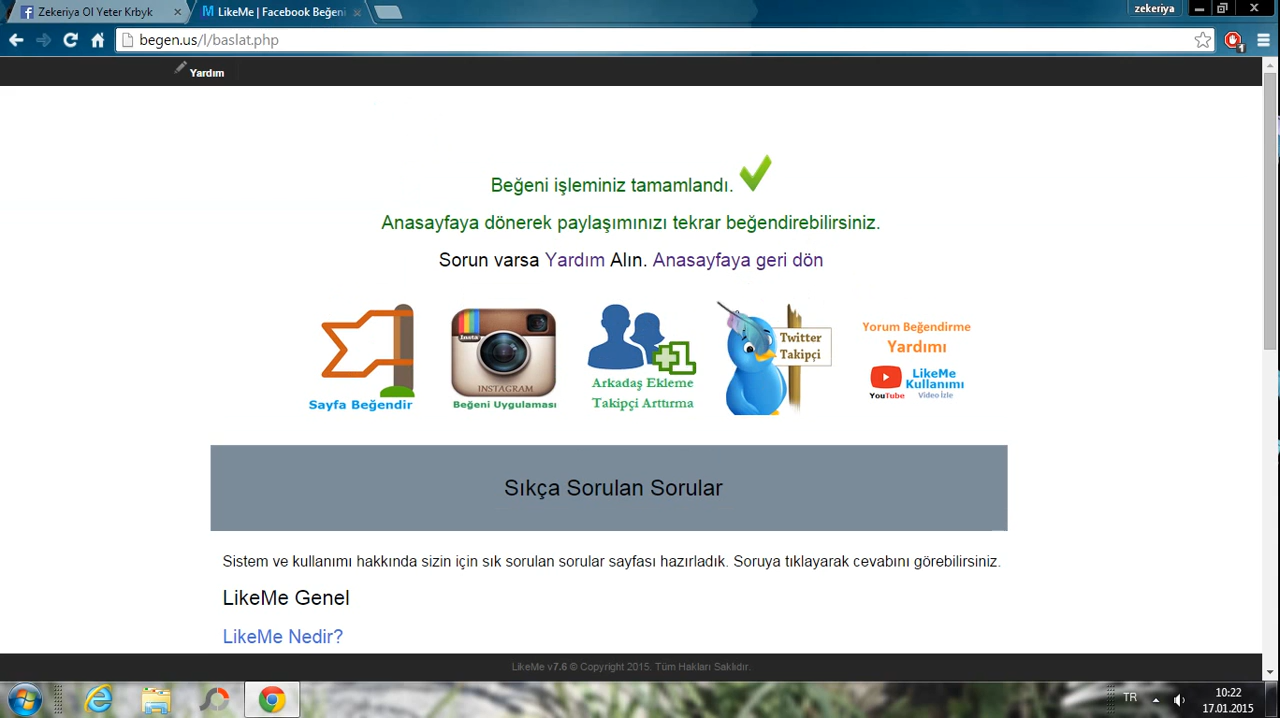 Zekeriya Ol Yeter Krbyk
LikeMe | Facebook Beğeni
zekeriya
begen.us/l/baslat.php
1
Yardım
Beğeni işleminiz tamamlandı.
Anasayfaya dönerek paylaşımınızı tekrar beğendirebilirsiniz.
Sorun varsa Yardım Alın. Anasayfaya geri dön
Sayfa Beğendir
Insta
INSTAGRAM
Beğeni Uygulaması
+1
Arkadaş Ekleme
Takipçi Arttırma
Twitter
Takipçi
Yorum Beğendirme
Yardımı
YouTube
LikeMe
Kullanımı
Video İzle
Sıkça Sorulan Sorular
Sistem ve kullanımı hakkında sizin için sık sorulan sorular sayfası hazırladık. Soruya tıklayarak cevabını görebilirsiniz.
LikeMe Genel
LikeMe Nedir?
LikeMe v7.6 © Copyright 2015. Tüm Hakları Saklıdır.
TR
10:22
17.01.2015